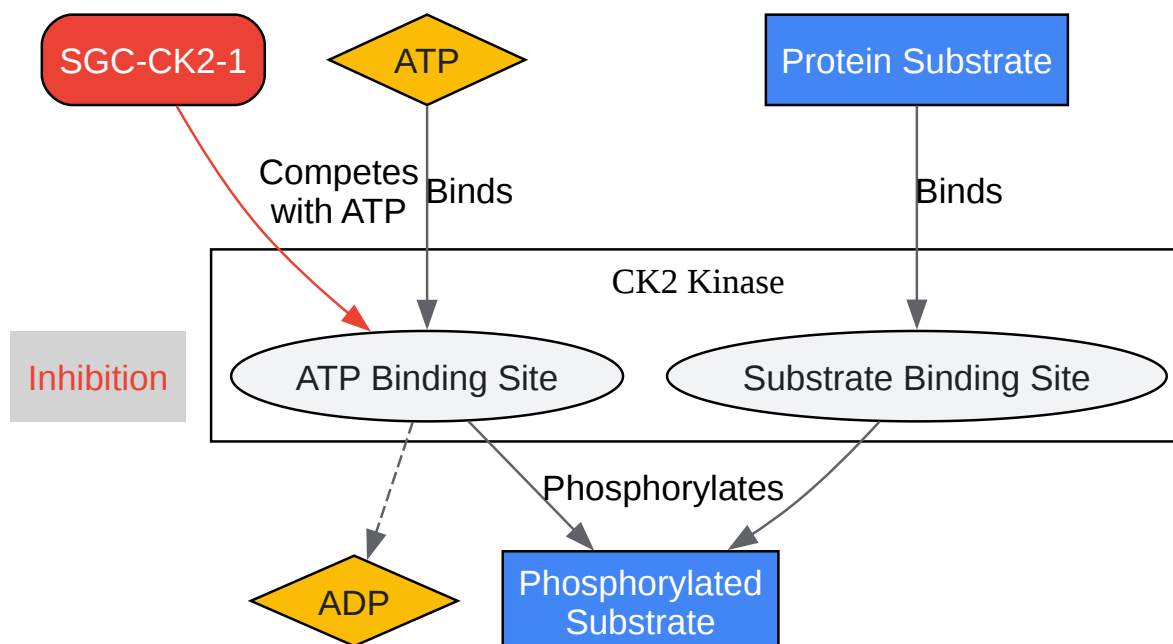 SGC-CK2-1
ATP
Protein Substrate
Competes
with ATP
Binds
Binds
CK2 Kinase
Inhibition
ATP Binding Site
Substrate Binding Site
Phosphorylates
ADP
Phosphorylated
Substrate